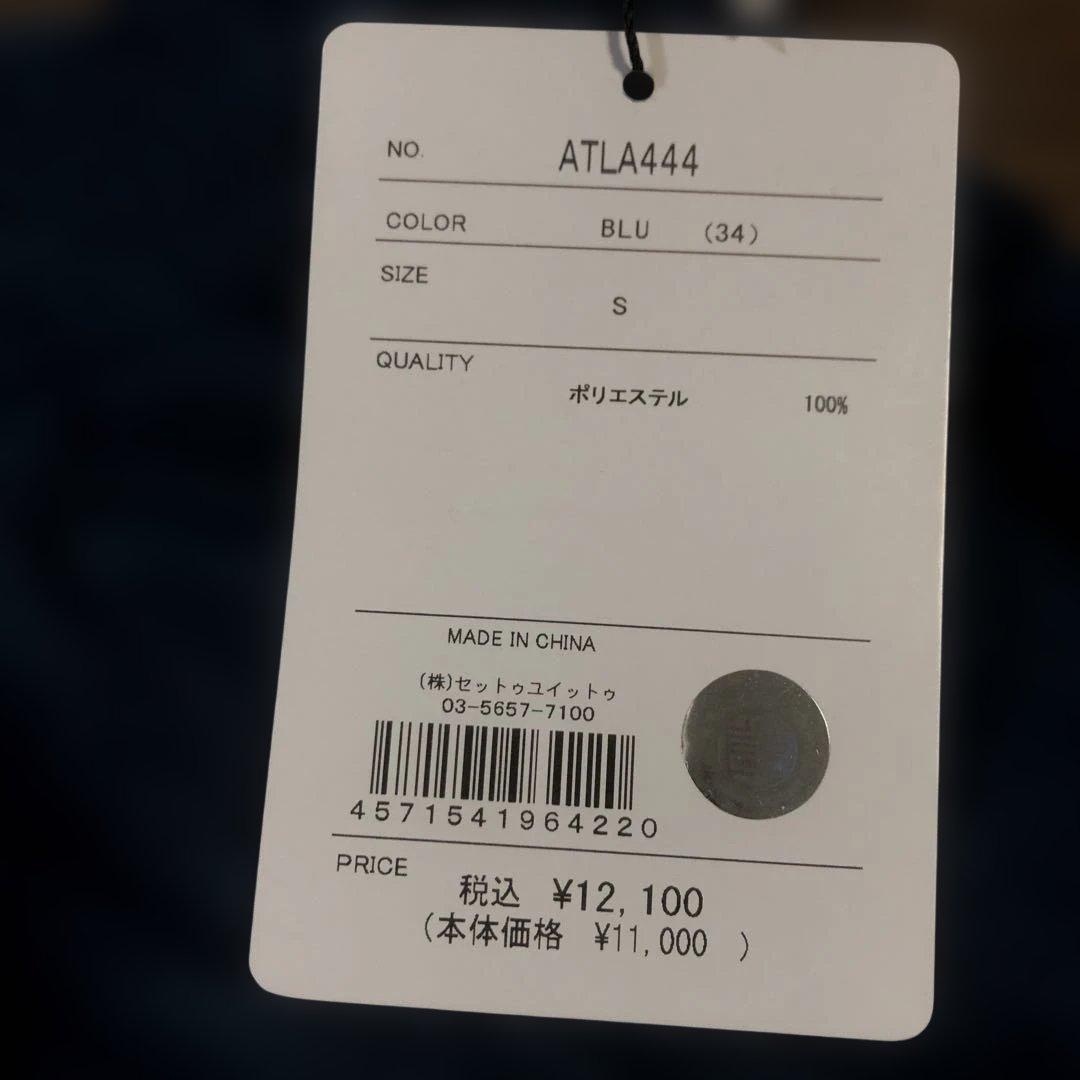 NO. ATLA444
COLOR BLU (34)
SIZE
S
QUALITY
ポリエステル 100%
MADE IN CHINA
(株)セットゥユイットゥ
03-5657-7100
4571541964220
PRICE
税込 ¥12,100
(本体価格 ¥11,000 )